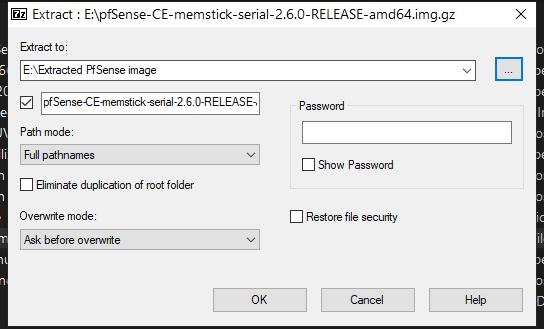 7z Extract : E:\pfSense-CE-memstick-serial-2.6.0-RELEASE-amd64.img.gz
Extract to:
E:\Extracted PfSense image
...
pfSense-CE-memstick-serial-2.6.0-RELEASE-
Password
Path mode:
Full pathnames
Show Password
Eliminate duplication of root folder
Overwrite mode:
Restore file security
Ask before overwrite
OK Cancel Help